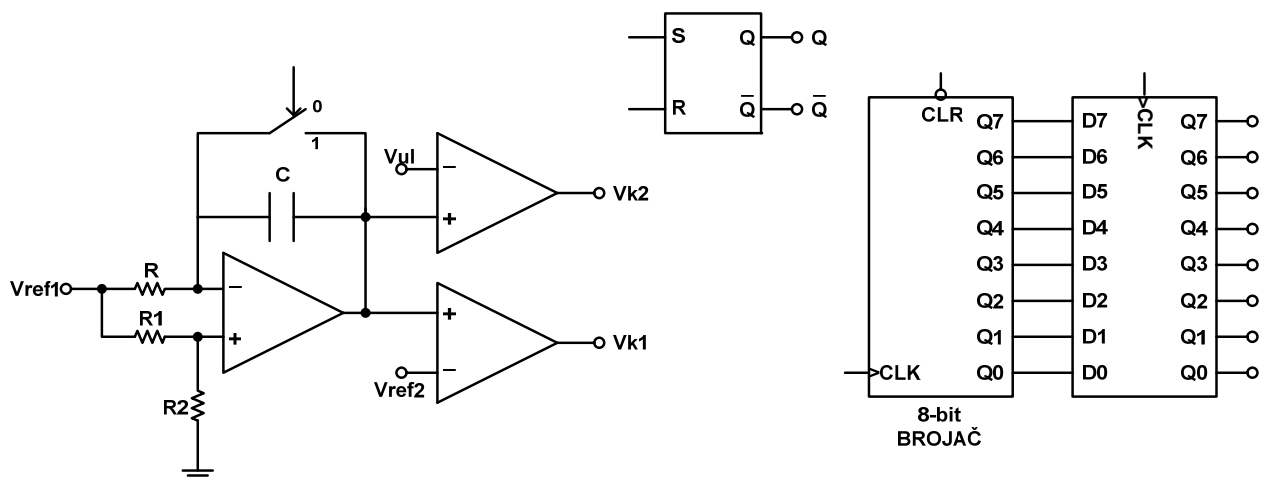 S Q Q
R Q̅ Q̅
0
1
C
Vul
Vk2
Vref1
R
R1
R2
Vref2
Vk1
CLR
Q7
Q6
Q5
Q4
Q3
Q2
Q1
CLK Q0
8-bit
BROJAČ
CLK
D7 Q7
D6 Q6
D5 Q5
D4 Q4
D3 Q3
D2 Q2
D1 Q1
D0 Q0